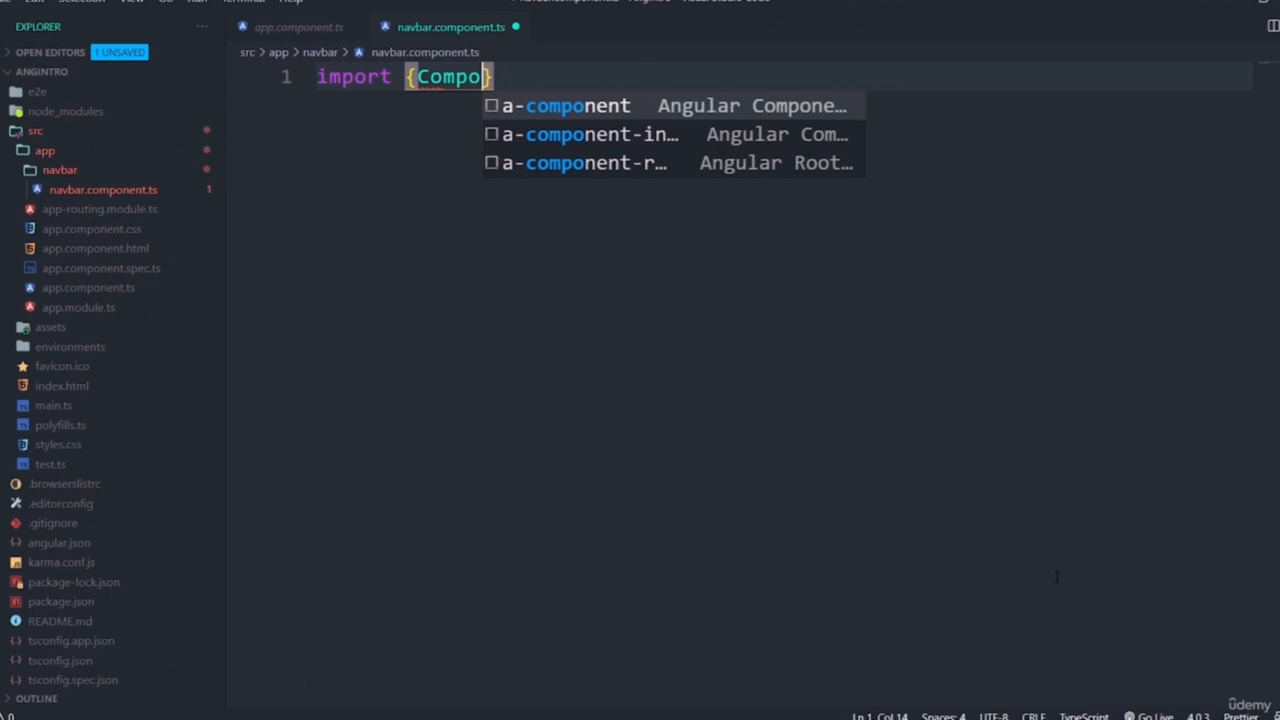 EXPLORER
OPEN EDITORS 1 UNSAVED
ANGINTRO
e2e
node_modules
src
app
navbar
navbar.component.ts 1
app-routing.module.ts
app.component.css
app.component.html
app.component.spec.ts
app.component.ts
app.module.ts
assets
environments
favicon.ico
index.html
main.ts
polyfills.ts
styles.css
test.ts
.browserslistrc
.editorconfig
.gitignore
angular.json
karma.conf.js
package-lock.json
package.json
README.md
tsconfig.app.json
tsconfig.json
tsconfig.spec.json
OUTLINE
app.component.ts navbar.component.ts
src > app > navbar > navbar.component.ts
1 import {Compo}
a-component Angular Compone…
a-component-in… Angular Com…
a-component-r… Angular Root…
ûdemy
Ln 1, Col 14 Spaces: 4 UTF-8 CRLF TypeScript Go Live 4.0.3 Prettier